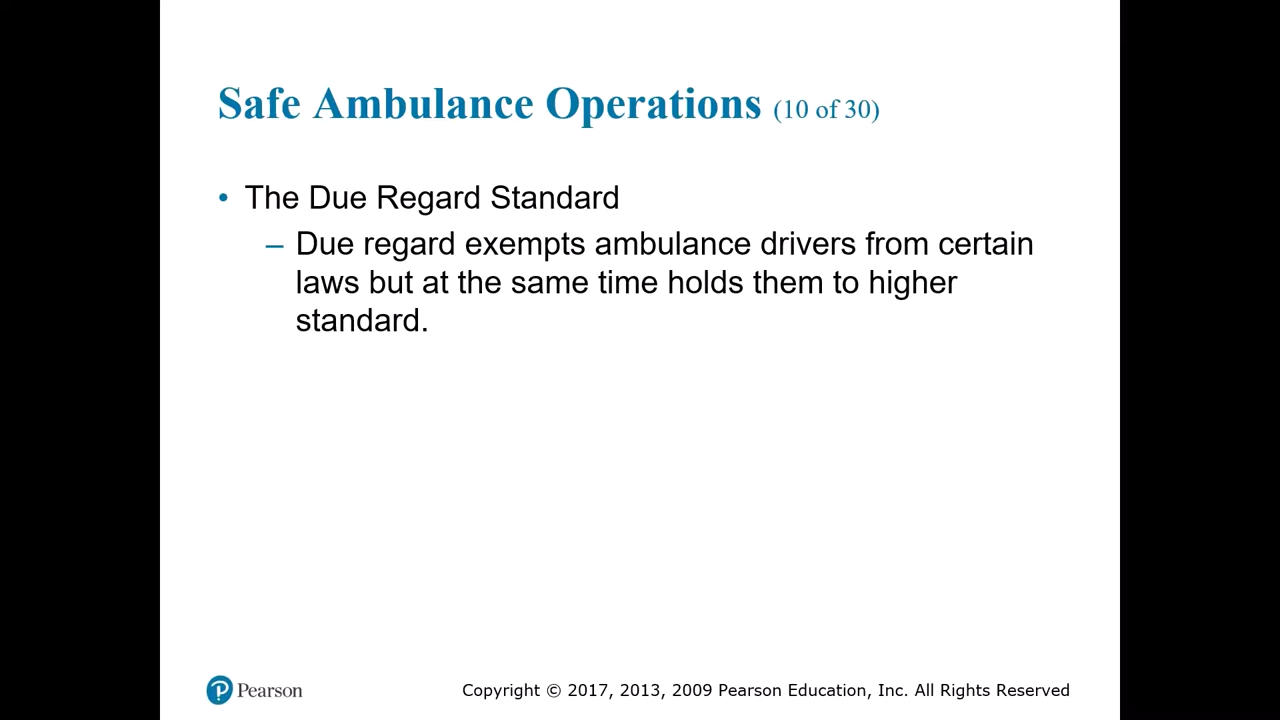 Safe Ambulance Operations (10 of 30)
• The Due Regard Standard
– Due regard exempts ambulance drivers from certain
laws but at the same time holds them to higher
standard.
Pearson
Copyright © 2017, 2013, 2009 Pearson Education, Inc. All Rights Reserved